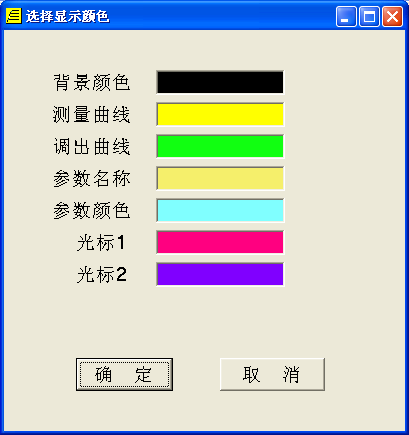 选择显示颜色
背景颜色
测量曲线
调出曲线
参数名称
参数颜色
光标1
光标2
确 定 取 消